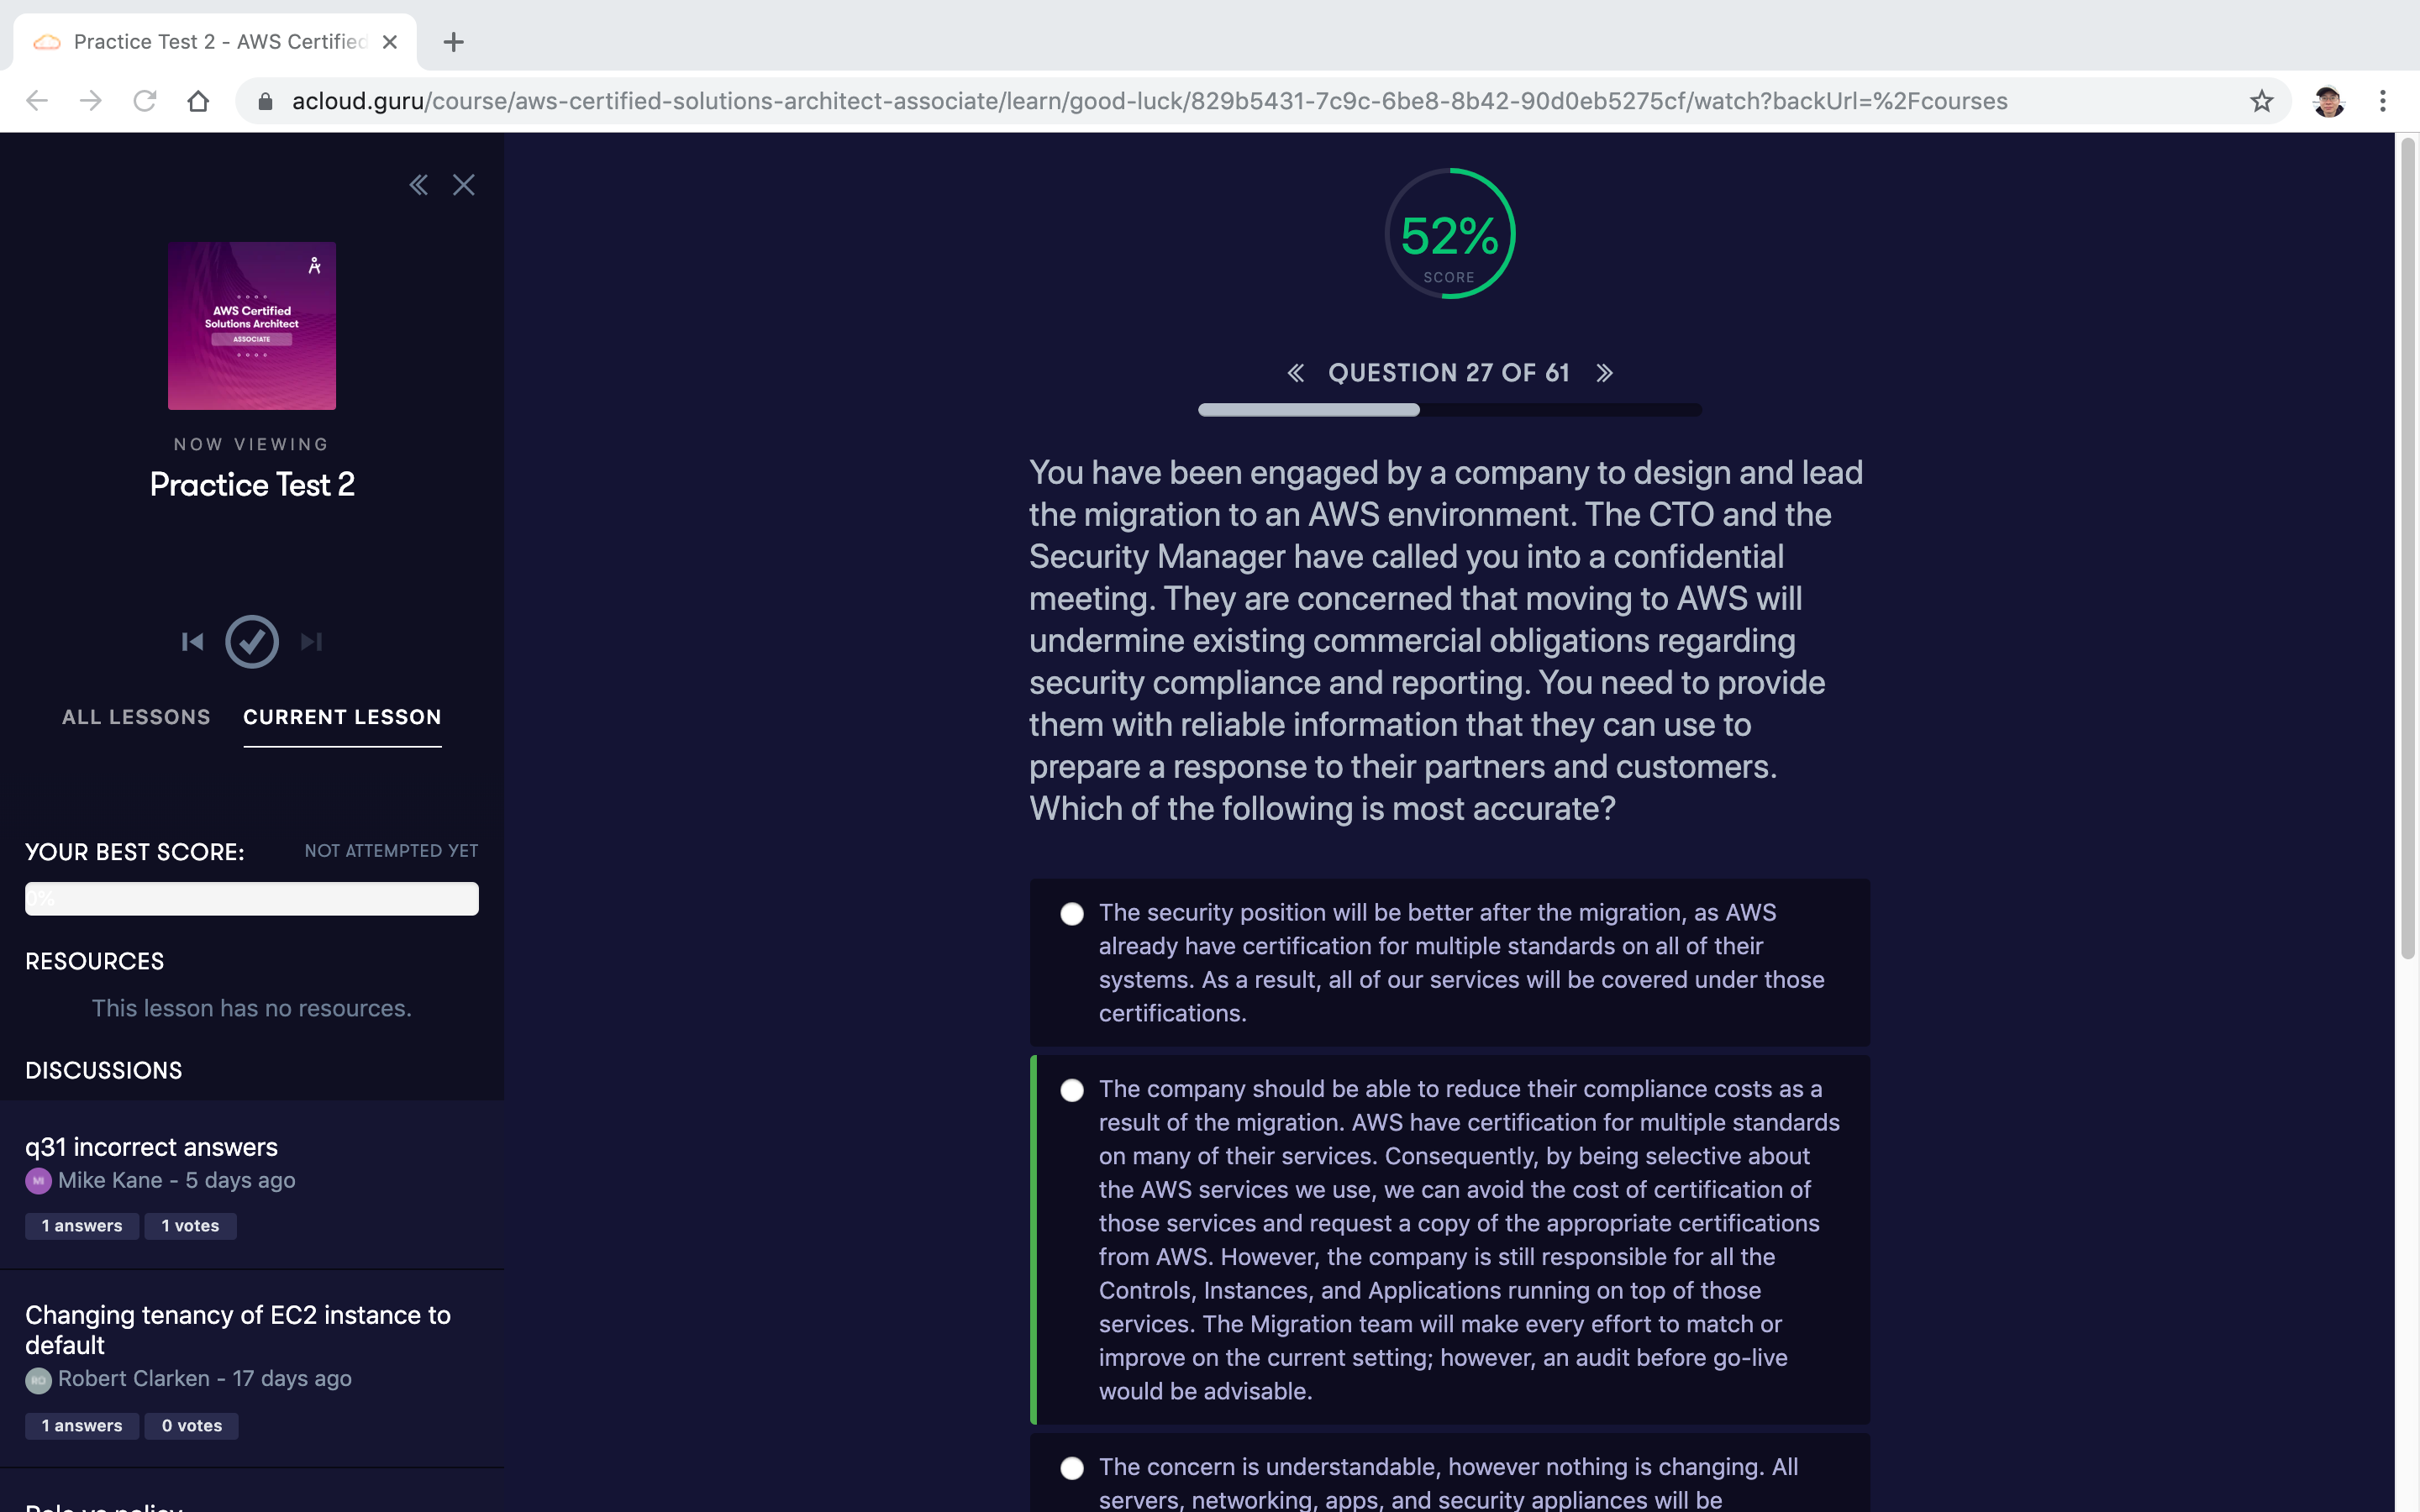 Practice Test 2 - AWS Certified
acloud.guru/course/aws-certified-solutions-architect-associate/learn/good-luck/829b5431-7c9c-6be8-8b42-90d0eb5275cf/watch?backUrl=%2Fcourses
AWS Certified
Solutions Architect
ASSOCIATE
NOW VIEWING
Practice Test 2
ALL LESSONS
CURRENT LESSON
YOUR BEST SCORE:
NOT ATTEMPTED YET
0%
RESOURCES
This lesson has no resources.
DISCUSSIONS
q31 incorrect answers
MI
Mike Kane - 5 days ago
1 answers
1 votes
Changing tenancy of EC2 instance to
default
RO
Robert Clarken - 17 days ago
1 answers
0 votes
Role vs policy
52%
SCORE
QUESTION 27 OF 61
You have been engaged by a company to design and lead
the migration to an AWS environment. The CTO and the
Security Manager have called you into a confidential
meeting. They are concerned that moving to AWS will
undermine existing commercial obligations regarding
security compliance and reporting. You need to provide
them with reliable information that they can use to
prepare a response to their partners and customers.
Which of the following is most accurate?
The security position will be better after the migration, as AWS
already have certification for multiple standards on all of their
systems. As a result, all of our services will be covered under those
certifications.
The company should be able to reduce their compliance costs as a
result of the migration. AWS have certification for multiple standards
on many of their services. Consequently, by being selective about
the AWS services we use, we can avoid the cost of certification of
those services and request a copy of the appropriate certifications
from AWS. However, the company is still responsible for all the
Controls, Instances, and Applications running on top of those
services. The Migration team will make every effort to match or
improve on the current setting; however, an audit before go-live
would be advisable.
The concern is understandable, however nothing is changing. All
servers, networking, apps, and security appliances will be